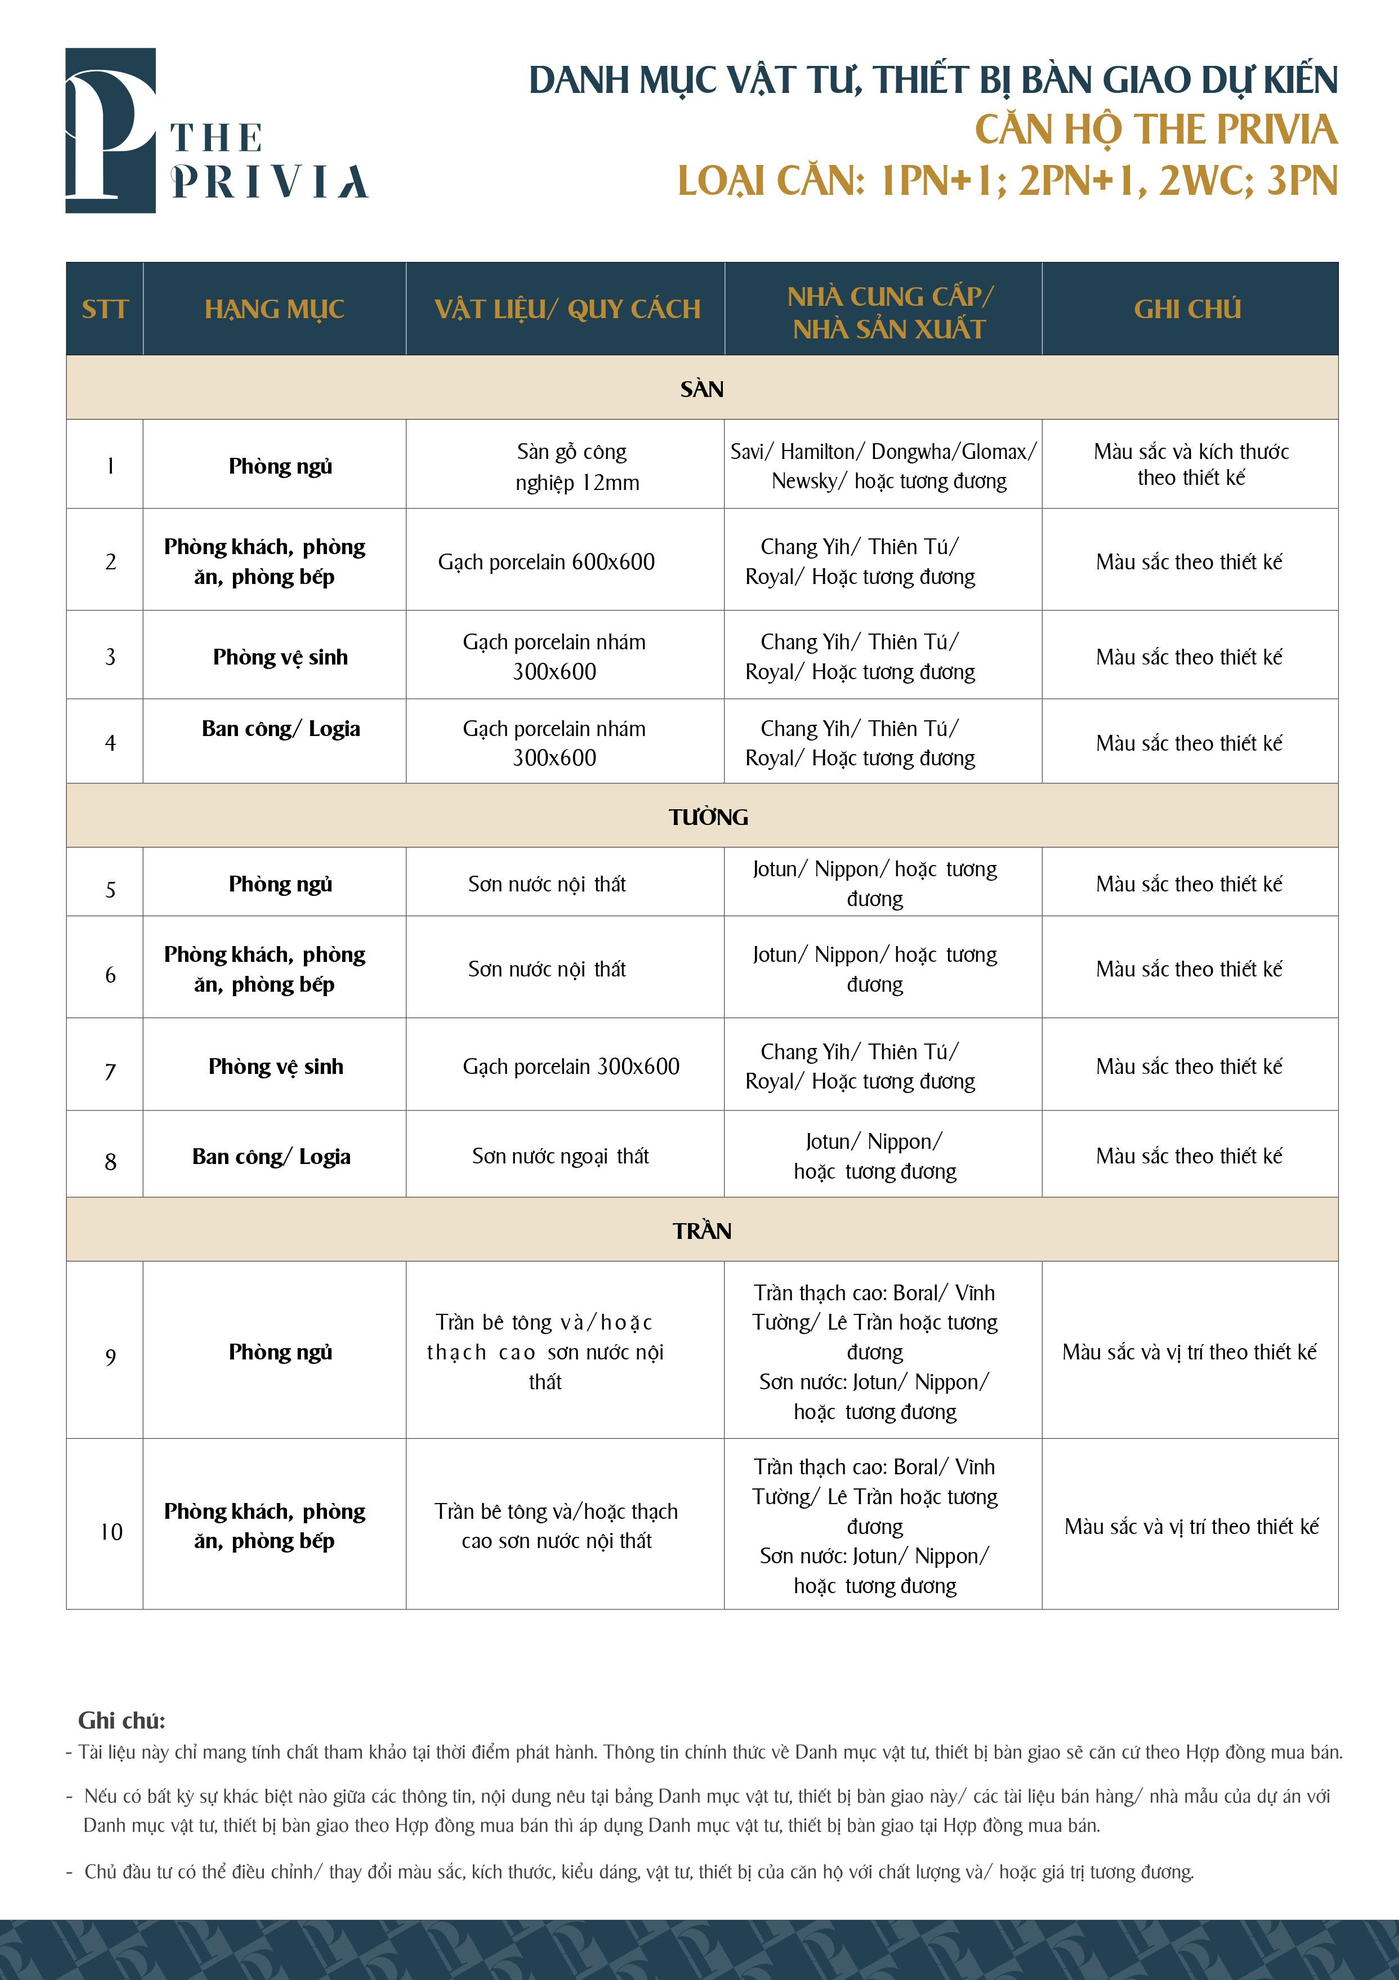 THE
PRIVIA
DANH MỤC VẬT TƯ, THIẾT BỊ BÀN GIAO DỰ KIẾN
CĂN HỘ THE PRIVIA
LOẠI CĂN: 1PN+1; 2PN+1, 2WC; 3PN
STT
HẠNG MỤC
VẬT LIỆU/ QUY CÁCH
NHÀ CUNG CẤP/
NHÀ SẢN XUẤT
GHI CHÚ
SÀN
1
Phòng ngủ
Sàn gỗ công
nghiệp 12mm
Savi/ Hamilton/ Dongwha/Glomax/
Newsky/ hoặc tương đương
Màu sắc và kích thước
theo thiết kế
2
Phòng khách, phòng
ăn, phòng bếp
Gạch porcelain 600x600
Chang Yih/ Thiên Tú/
Royal/ Hoặc tương đương
Màu sắc theo thiết kế
3
Phòng vệ sinh
Gạch porcelain nhám
300x600
Chang Yih/ Thiên Tú/
Royal/ Hoặc tương đương
Màu sắc theo thiết kế
4
Ban công/ Logia
Gạch porcelain nhám
300x600
Chang Yih/ Thiên Tú/
Royal/ Hoặc tương đương
Màu sắc theo thiết kế
TƯỜNG
5
Phòng ngủ
Sơn nước nội thất
Jotun/ Nippon/ hoặc tương
đương
Màu sắc theo thiết kế
6
Phòng khách, phòng
ăn, phòng bếp
Sơn nước nội thất
Jotun/ Nippon/ hoặc tương
đương
Màu sắc theo thiết kế
7
Phòng vệ sinh
Gạch porcelain 300x600
Chang Yih/ Thiên Tú/
Royal/ Hoặc tương đương
Màu sắc theo thiết kế
8
Ban công/ Logia
Sơn nước ngoại thất
Jotun/ Nippon/
hoặc tương đương
Màu sắc theo thiết kế
TRẦN
9
Phòng ngủ
Trần bê tông và/hoặc
thạch cao sơn nước nội
thất
Trần thạch cao: Boral/ Vĩnh
Tường/ Lê Trần hoặc tương
đương
Sơn nước: Jotun/ Nippon/
hoặc tương đương
Màu sắc và vị trí theo thiết kế
10
Phòng khách, phòng
ăn, phòng bếp
Trần bê tông và/hoặc thạch
cao sơn nước nội thất
Trần thạch cao: Boral/ Vĩnh
Tường/ Lê Trần hoặc tương
đương
Sơn nước: Jotun/ Nippon/
hoặc tương đương
Màu sắc và vị trí theo thiết kế
Ghi chú:
- Tài liệu này chỉ mang tính chất tham khảo tại thời điểm phát hành. Thông tin chính thức về Danh mục vật tư, thiết bị bàn giao sẽ căn cứ theo Hợp đồng mua bán.
- Nếu có bất kỳ sự khác biệt nào giữa các thông tin, nội dung nêu tại bảng Danh mục vật tư, thiết bị bàn giao này/ các tài liệu bán hàng/ nhà mẫu của dự án với
Danh mục vật tư, thiết bị bàn giao theo Hợp đồng mua bán thì áp dụng Danh mục vật tư, thiết bị bàn giao tại Hợp đồng mua bán.
- Chủ đầu tư có thể điều chỉnh/ thay đổi màu sắc, kích thước, kiểu dáng, vật tư, thiết bị của căn hộ với chất lượng và/ hoặc giá trị tương đương.